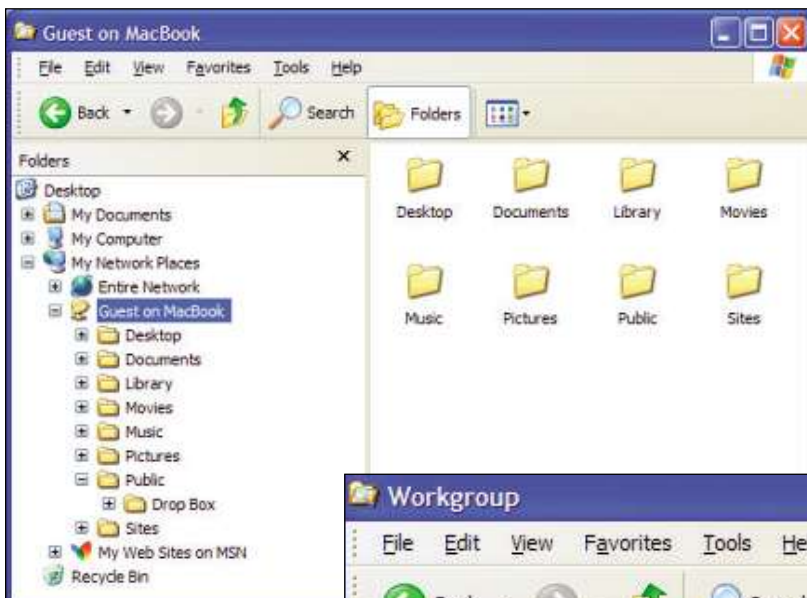 Guest on MacBook
File Edit View Favorites Tools Help
Back Search Folders
Folders
Desktop
My Documents
My Computer
My Network Places
Entire Network
Guest on MacBook
Desktop
Documents
Library
Movies
Music
Pictures
Public
Drop Box
Sites
My Web Sites on MSN
Recycle Bin
Desktop Documents Library Movies
Music Pictures Public Sites
Workgroup
File Edit View Favorites Tools He